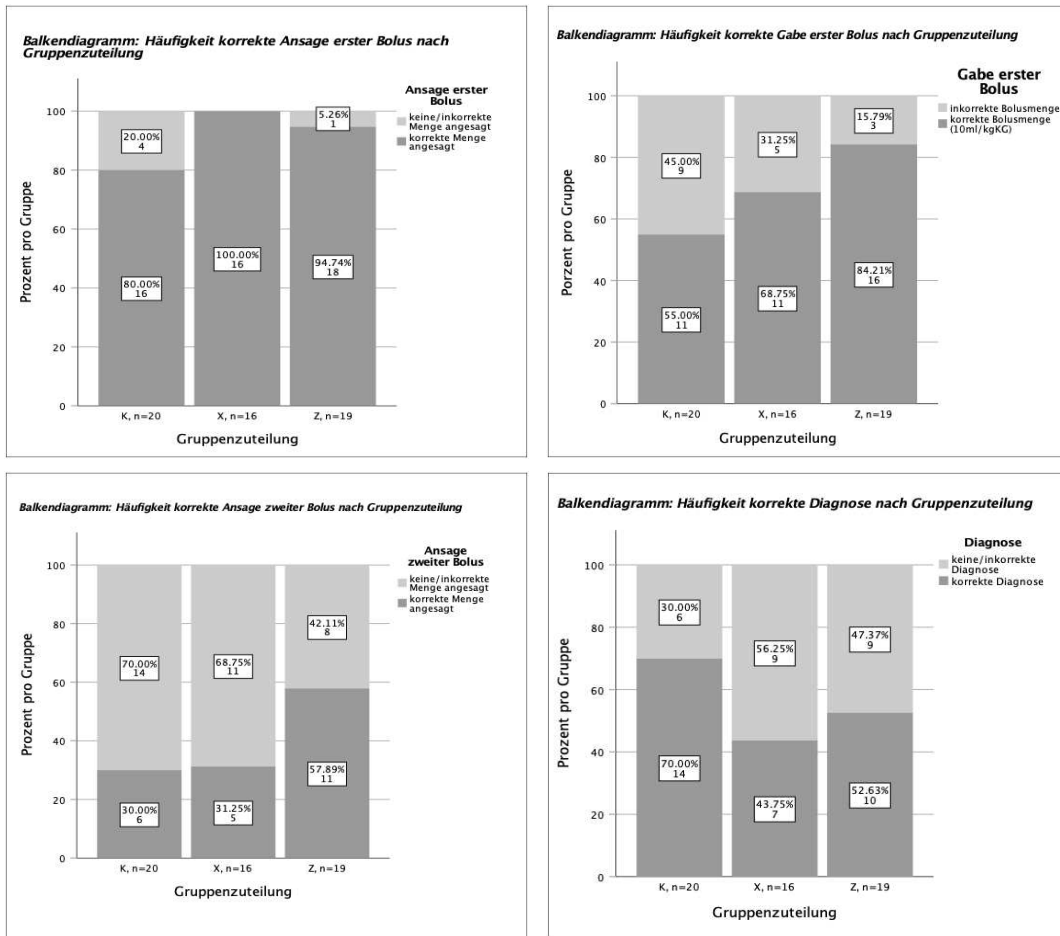 Balkendiagramm: Häufigkeit korrekte Ansage erster Bolus nach
Gruppenzuteilung
Ansage erster
Bolus
keine/inkorrekte
Menge angesagt
korrekte Menge
angesagt
Prozent pro Gruppe
100
80
60
40
20
0
20.00%
4
80.00%
16
100.00%
16
5.26%
1
94.74%
18
K, n=20
X, n=16
Z, n=19
Gruppenzuteilung
Balkendiagramm: Häufigkeit korrekte Gabe erster Bolus nach Gruppenzuteilung
Gabe erster
Bolus
inkorrekte Bolusmenge
korrekte Bolusmenge
(10ml/kgKG)
Porzent pro Gruppe
100
80
60
40
20
0
45.00%
9
55.00%
11
31.25%
5
68.75%
11
15.79%
3
84.21%
16
K, n=20
X, n=16
Z, n=19
Gruppenzuteilung
Balkendiagramm: Häufigkeit korrekte Ansage zweiter Bolus nach Gruppenzuteilung
Ansage
zweiter Bolus
keine/inkorrekte
Menge angesagt
korrekte Menge
angesagt
Prozent pro Gruppe
100
80
60
40
20
0
70.00%
14
30.00%
6
68.75%
11
31.25%
5
42.11%
8
57.89%
11
K, n=20
X, n=16
Z, n=19
Gruppenzuteilung
Balkendiagramm: Häufigkeit korrekte Diagnose nach Gruppenzuteilung
Diagnose
keine/inkorrekte
Diagnose
korrekte Diagnose
Prozent pro Gruppe
100
80
60
40
20
0
30.00%
6
70.00%
14
56.25%
9
43.75%
7
47.37%
9
52.63%
10
K, n=20
X, n=16
Z, n=19
Gruppenzuteilung